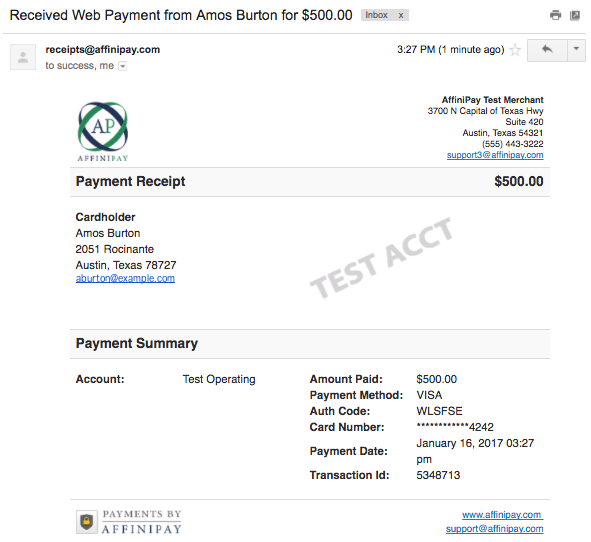 Received Web Payment from Amos Burton for $500.00 Inbox x
receipts@affinipay.com 3:27 PM (1 minute ago)
to success, me
AP
AFFINIPAY
AffiniPay Test Merchant
3700 N Capital of Texas Hwy
Suite 420
Austin, Texas 54321
(555) 443-3222
support3@affinipay.com
Payment Receipt $500.00
Cardholder
Amos Burton
2051 Rocinante
Austin, Texas 78727
aburton@example.com
TEST ACCT
Payment Summary
Account: Test Operating
Amount Paid: $500.00
Payment Method: VISA
Auth Code: WLSFSE
Card Number: ************4242
Payment Date: January 16, 2017 03:27
pm
Transaction Id: 5348713
PAYMENTS BY
AFFINIPAY
www.affinipay.com
support@affinipay.com